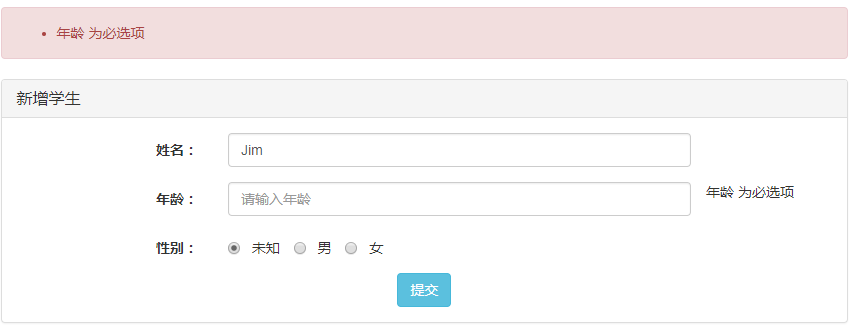 年龄 为必选项
新增学生
姓名： Jim
年龄： 请输入年龄 年龄 为必选项
性别： 未知 男 女
提交